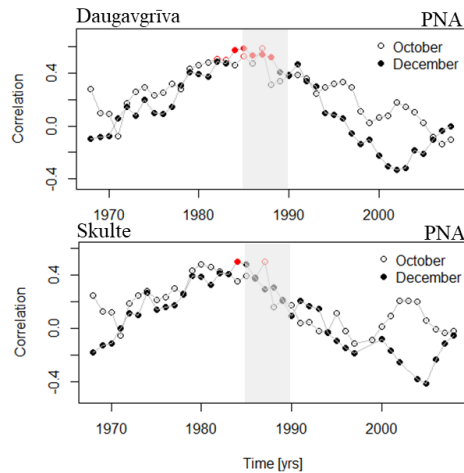 Daugavgrīva PNA
October
December
Correlation
0.4
0.0
-0.4
1970 1980 1990 2000
Skulte PNA
October
December
Correlation
0.4
0.0
-0.4
1970 1980 1990 2000
Time [yrs]